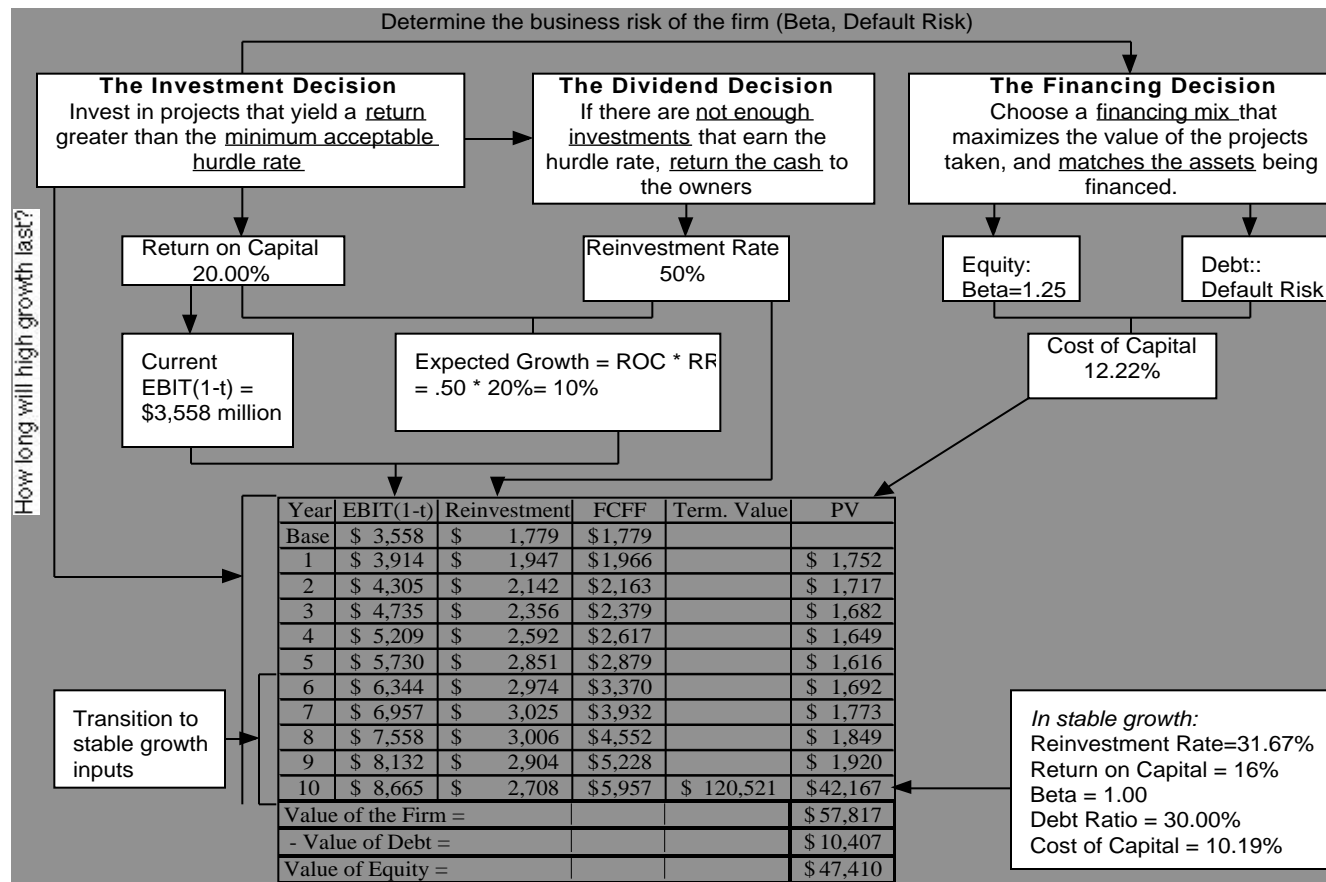 Determine the business risk of the firm (Beta, Default Risk)
The Investment Decision
Invest in projects that yield a return
greater than the minimum acceptable
hurdle rate
The Dividend Decision
If there are not enough
investments that earn the
hurdle rate, return the cash to
the owners
The Financing Decision
Choose a financing mix that
maximizes the value of the projects
taken, and matches the assets being
financed.
How long will high growth last?
Return on Capital
20.00%
Reinvestment Rate
50%
Equity:
Beta=1.25
Debt::
Default Risk
Current
EBIT(1-t) =
$3,558 million
Expected Growth = ROC * RR
= .50 * 20%= 10%
Cost of Capital
12.22%
Year EBIT(1-t) Reinvestment FCFF Term. Value PV
Base $ 3,558 $ 1,779 $1,779
1 $ 3,914 $ 1,947 $1,966 $ 1,752
2 $ 4,305 $ 2,142 $2,163 $ 1,717
3 $ 4,735 $ 2,356 $2,379 $ 1,682
4 $ 5,209 $ 2,592 $2,617 $ 1,649
5 $ 5,730 $ 2,851 $2,879 $ 1,616
6 $ 6,344 $ 2,974 $3,370 $ 1,692
7 $ 6,957 $ 3,025 $3,932 $ 1,773
8 $ 7,558 $ 3,006 $4,552 $ 1,849
9 $ 8,132 $ 2,904 $5,228 $ 1,920
10 $ 8,665 $ 2,708 $5,957 $ 120,521 $42,167
Value of the Firm = $57,817
- Value of Debt = $10,407
Value of Equity = $47,410
Transition to
stable growth
inputs
In stable growth:
Reinvestment Rate=31.67%
Return on Capital = 16%
Beta = 1.00
Debt Ratio = 30.00%
Cost of Capital = 10.19%